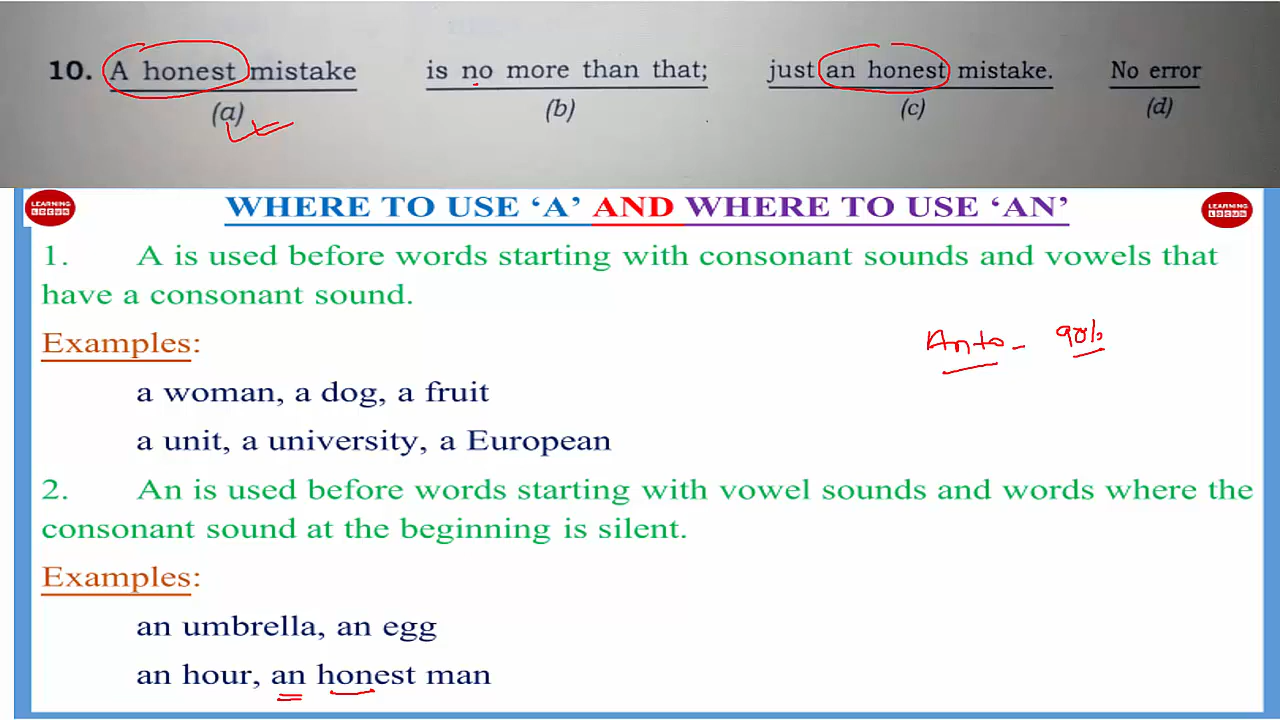 10. A honest mistake is no more than that; just an honest mistake. No error
(a) (b) (c) (d)
LEARNING
WHERE TO USE ‘A’ AND WHERE TO USE ‘AN’
LEARNING
1. A is used before words starting with consonant sounds and vowels that
have a consonant sound.
Examples:
90%
a woman, a dog, a fruit
a unit, a university, a European
2. An is used before words starting with vowel sounds and words where the
consonant sound at the beginning is silent.
Examples:
an umbrella, an egg
an hour, an honest man